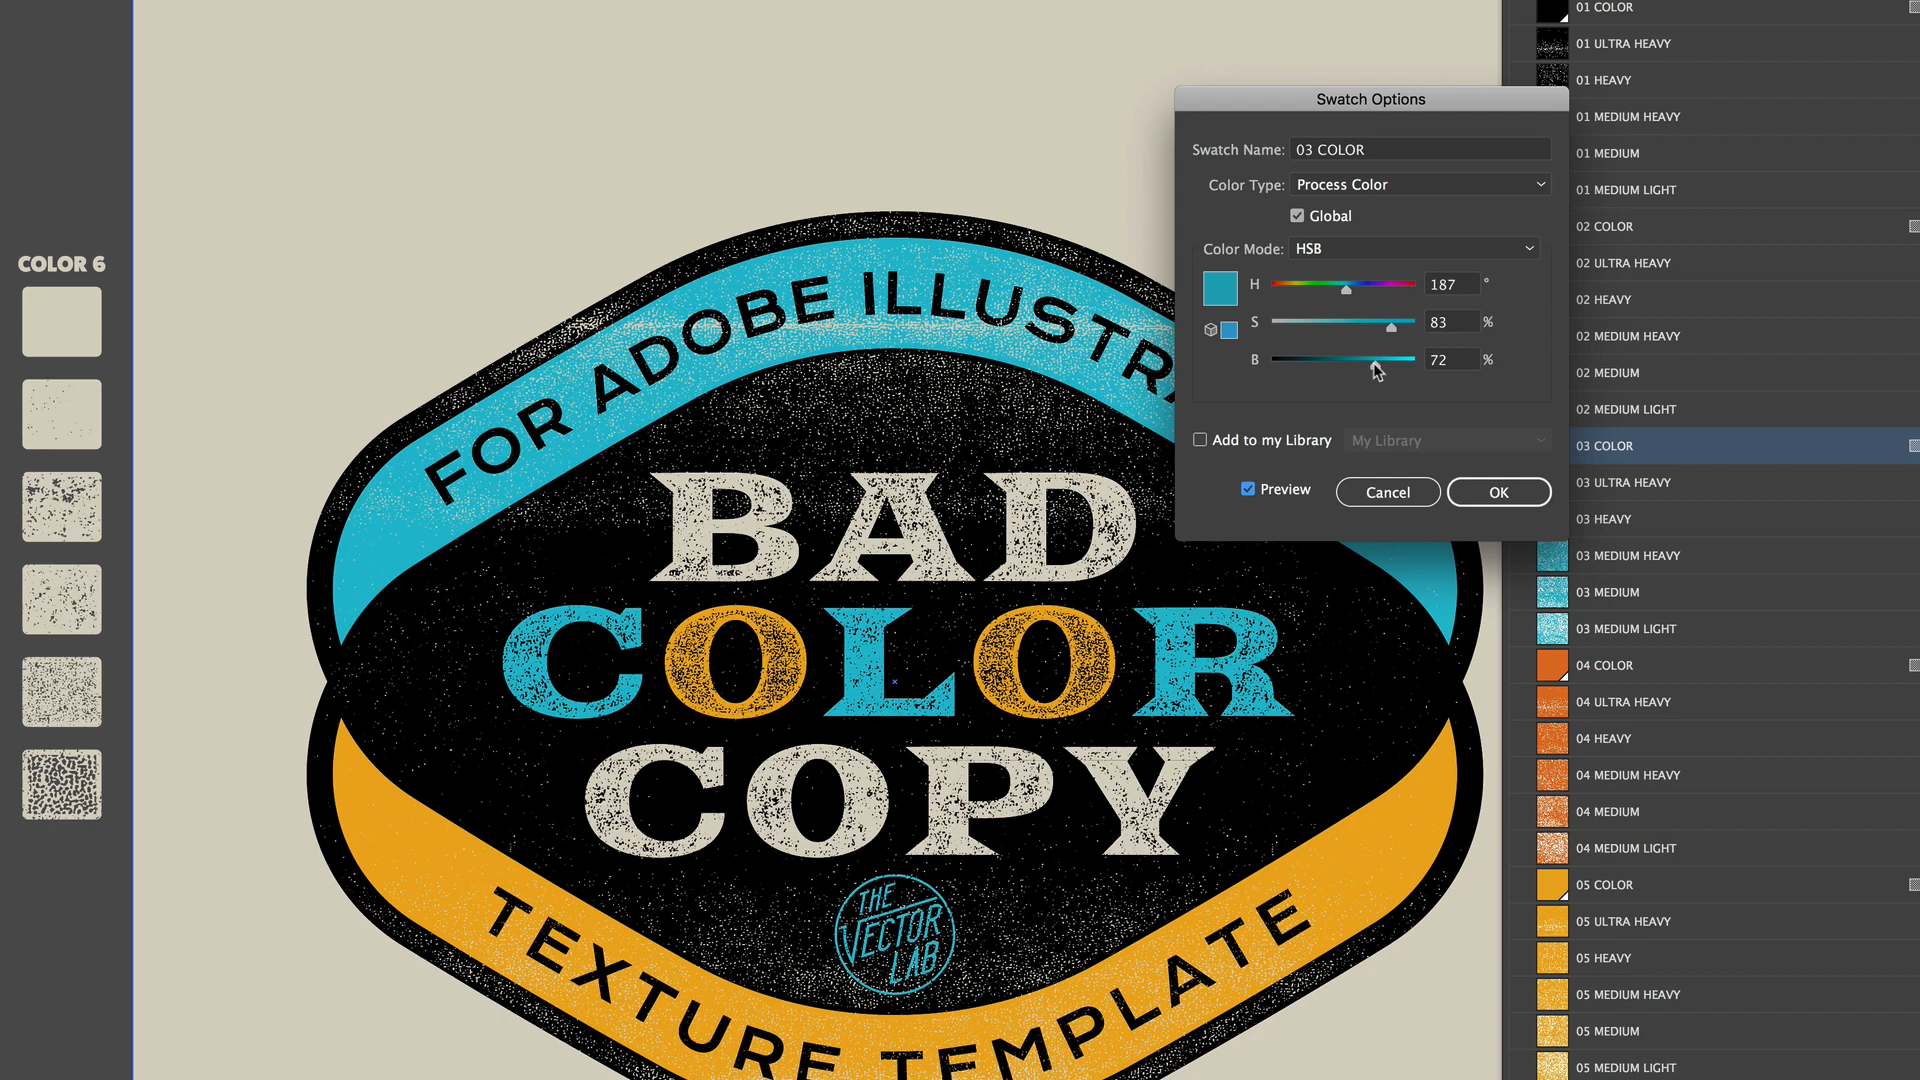 COLOR 6
FOR ADOBE ILLUSTRA
BAD
COLOR
COPY
THE
VECTOR
LAB
TEXTURE TEMPLATE
Swatch Options
Swatch Name: 03 COLOR
Color Type: Process Color
Global
Color Mode: HSB
H 187 °
S 83 %
B 72 %
Add to my Library My Library
Preview Cancel OK
01 COLOR
01 ULTRA HEAVY
01 HEAVY
01 MEDIUM HEAVY
01 MEDIUM
01 MEDIUM LIGHT
02 COLOR
02 ULTRA HEAVY
02 HEAVY
02 MEDIUM HEAVY
02 MEDIUM
02 MEDIUM LIGHT
03 COLOR
03 ULTRA HEAVY
03 HEAVY
03 MEDIUM HEAVY
03 MEDIUM
03 MEDIUM LIGHT
04 COLOR
04 ULTRA HEAVY
04 HEAVY
04 MEDIUM HEAVY
04 MEDIUM
04 MEDIUM LIGHT
05 COLOR
05 ULTRA HEAVY
05 HEAVY
05 MEDIUM HEAVY
05 MEDIUM
05 MEDIUM LIGHT